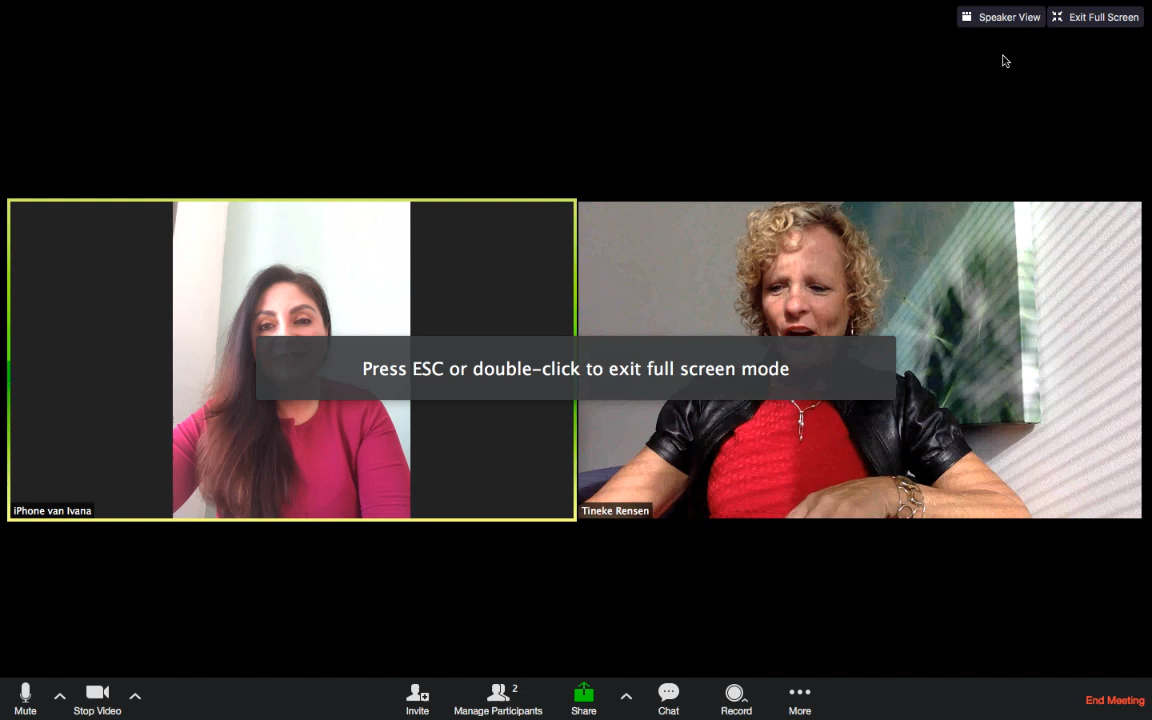 Speaker View
Exit Full Screen
Press ESC or double-click to exit full screen mode
iPhone van Ivana
Tineke Rensen
Mute
Stop Video
Invite
2
Manage Participants
Share
Chat
Record
More
End Meeting